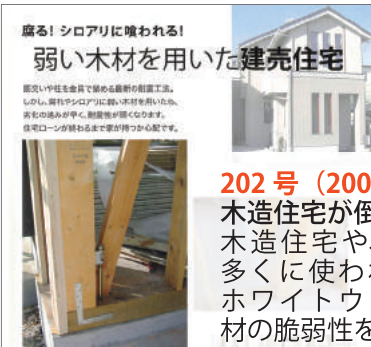 腐る！シロアリに喰われる！
弱い木材を用いた建売住宅
筋交いや柱を金具で留める最新の耐震工法。
しかし、腐れやシロアリに弱い木材を用いたら、
劣化の進みが早く、耐震性が弱くなります。
住宅ローンが終わるまで家が持つか心配です。
202 号（200
木造住宅が倒
木造住宅や、
多くに使われ
ホワイトウ
材の脆弱性を